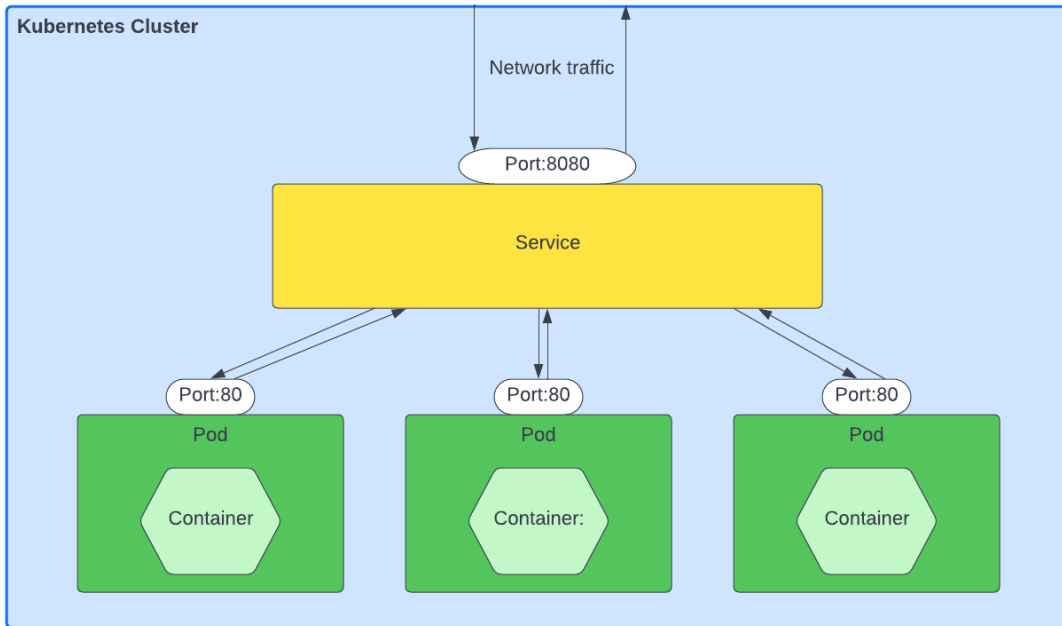 Kubernetes Cluster
Network traffic
Port:8080
Service
Port:80
Port:80
Port:80
Pod
Pod
Pod
Container
Container:
Container